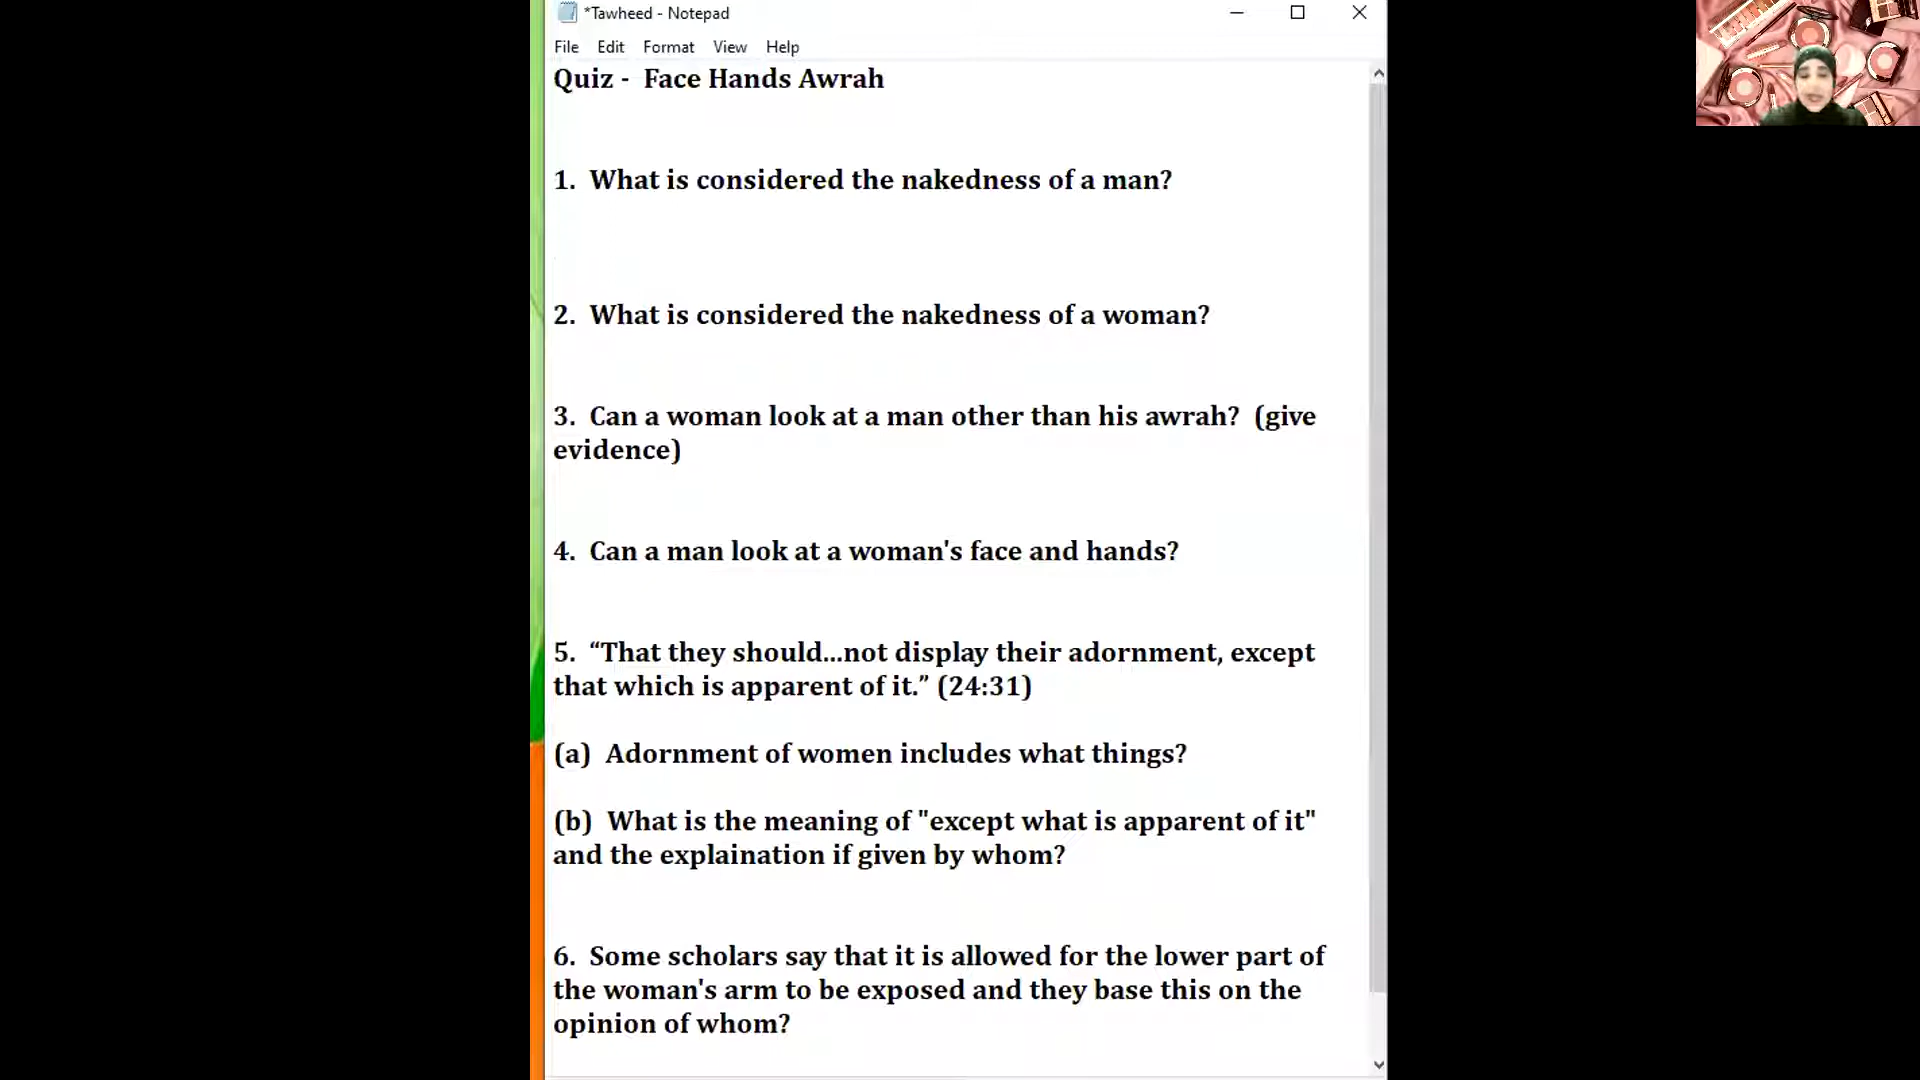 *Tawheed - Notepad
File Edit Format View Help
Quiz - Face Hands Awrah
1. What is considered the nakedness of a man?
2. What is considered the nakedness of a woman?
3. Can a woman look at a man other than his awrah? (give
evidence)
4. Can a man look at a woman's face and hands?
5. “That they should...not display their adornment, except
that which is apparent of it.” (24:31)
(a) Adornment of women includes what things?
(b) What is the meaning of "except what is apparent of it"
and the explaination if given by whom?
6. Some scholars say that it is allowed for the lower part of
the woman's arm to be exposed and they base this on the
opinion of whom?